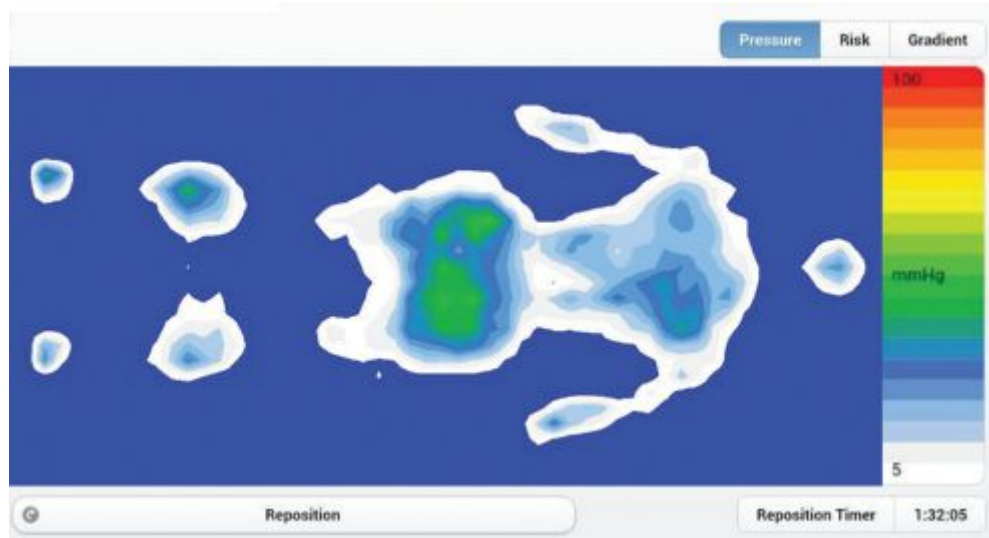 Pressure Risk Gradient
100
mmHg
5
Reposition Reposition Timer 1:32:05